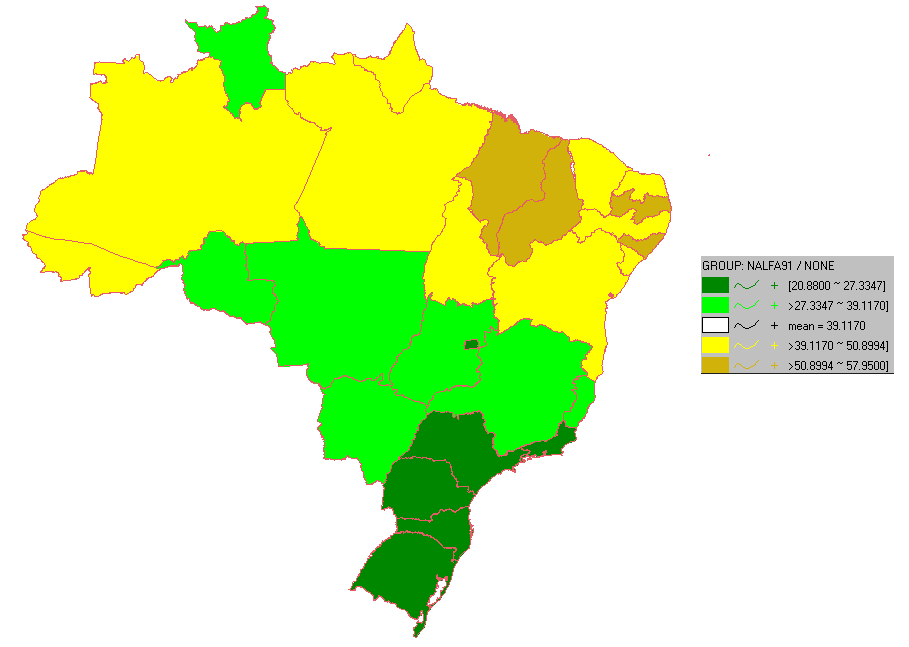 GROUP: NALFA91 / NONE
[20.8800 ~ 27.3347]
>27.3347 ~ 39.1170]
mean = 39.1170
>39.1170 ~ 50.8994]
>50.8994 ~ 57.9500]